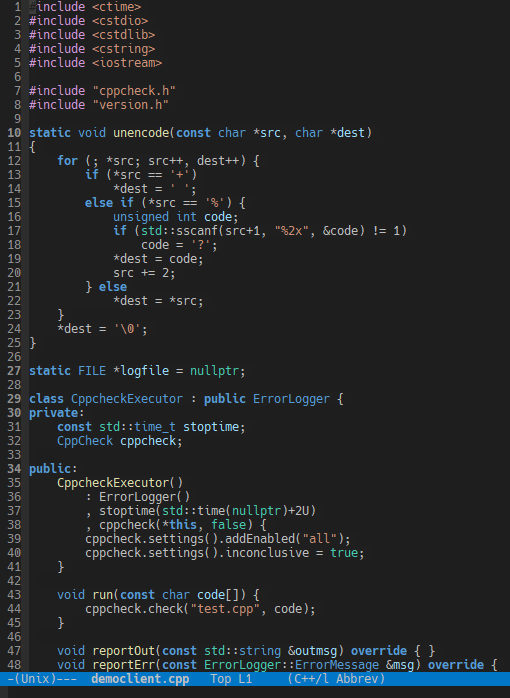 1 #include <ctime>
2 #include <cstdio>
3 #include <cstdlib>
4 #include <cstring>
5 #include <iostream>
6
7 #include "cppcheck.h"
8 #include "version.h"
9
10 static void unencode(const char *src, char *dest)
11 {
12     for (; *src; src++, dest++) {
13         if (*src == '+')
14             *dest = ' ';
15         else if (*src == '%') {
16             unsigned int code;
17             if (std::sscanf(src+1, "%2x", &code) != 1)
18                 code = '?';
19             *dest = code;
20             src += 2;
21         } else
22             *dest = *src;
23     }
24     *dest = '\0';
25 }
26
27 static FILE *logfile = nullptr;
28
29 class CppcheckExecutor : public ErrorLogger {
30 private:
31     const std::time_t stoptime;
32     CppCheck cppcheck;
33
34 public:
35     CppcheckExecutor()
36         : ErrorLogger()
37         , stoptime(std::time(nullptr)+2U)
38         , cppcheck(*this, false) {
39         cppcheck.settings().addEnabled("all");
40         cppcheck.settings().inconclusive = true;
41     }
42
43     void run(const char code[]) {
44         cppcheck.check("test.cpp", code);
45     }
46
47     void reportOut(const std::string &outmsg) override { }
48     void reportErr(const ErrorLogger::ErrorMessage &msg) override {
-(Unix)---  democlient.cpp   Top L1     (C++/l Abbrev)